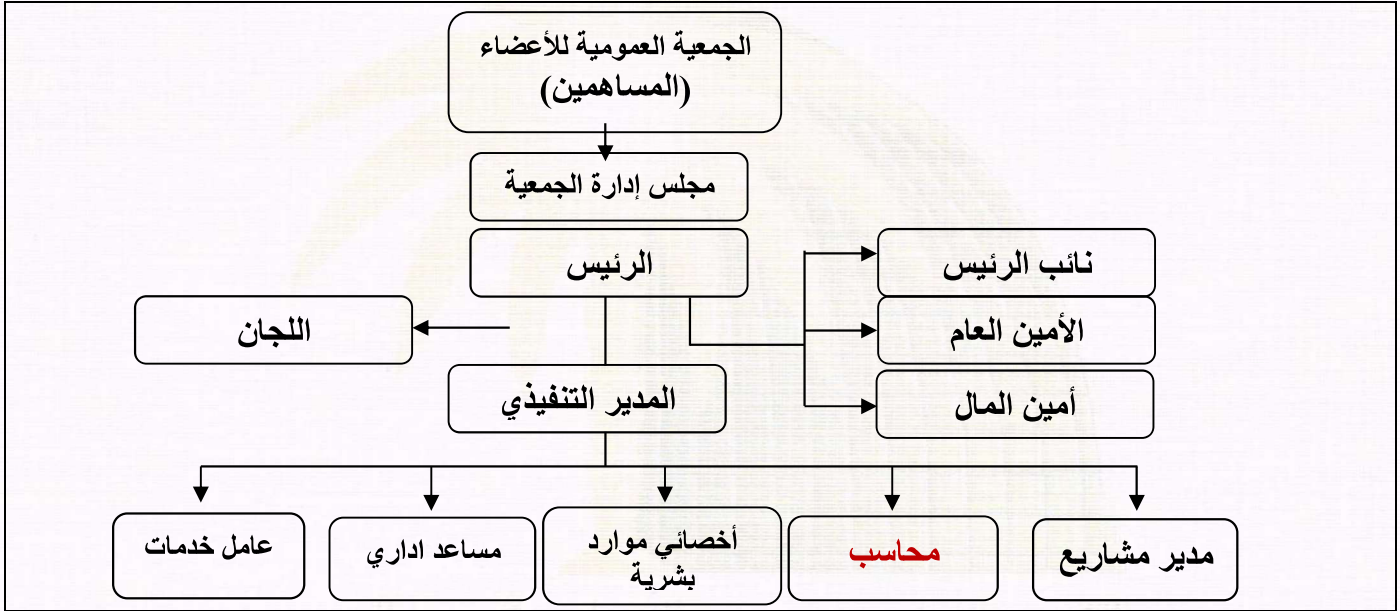 الجمعية العمومية للأعضاء
(المساهمين)
مجلس إدارة الجمعية
الرئيس
نائب الرئيس
الأمين العام
اللجان
أمين المال
المدير التنفيذي
مدير مشاريع
محاسب
أخصائي موارد
بشرية
مساعد اداري
عامل خدمات